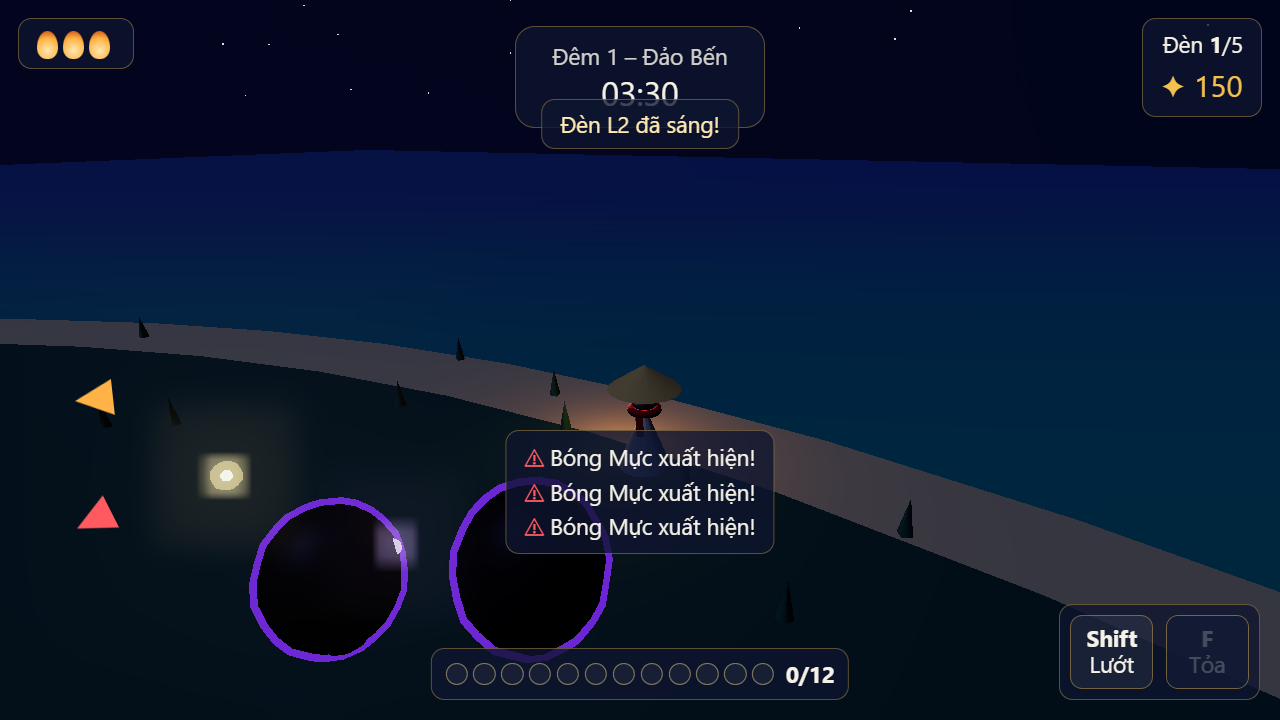 Đêm 1 – Đảo Bến
03:30
Đèn L2 đã sáng!
Đèn 1/5
150
Bóng Mực xuất hiện!
Bóng Mực xuất hiện!
Bóng Mực xuất hiện!
0/12
Shift
Lướt
F
Tỏa